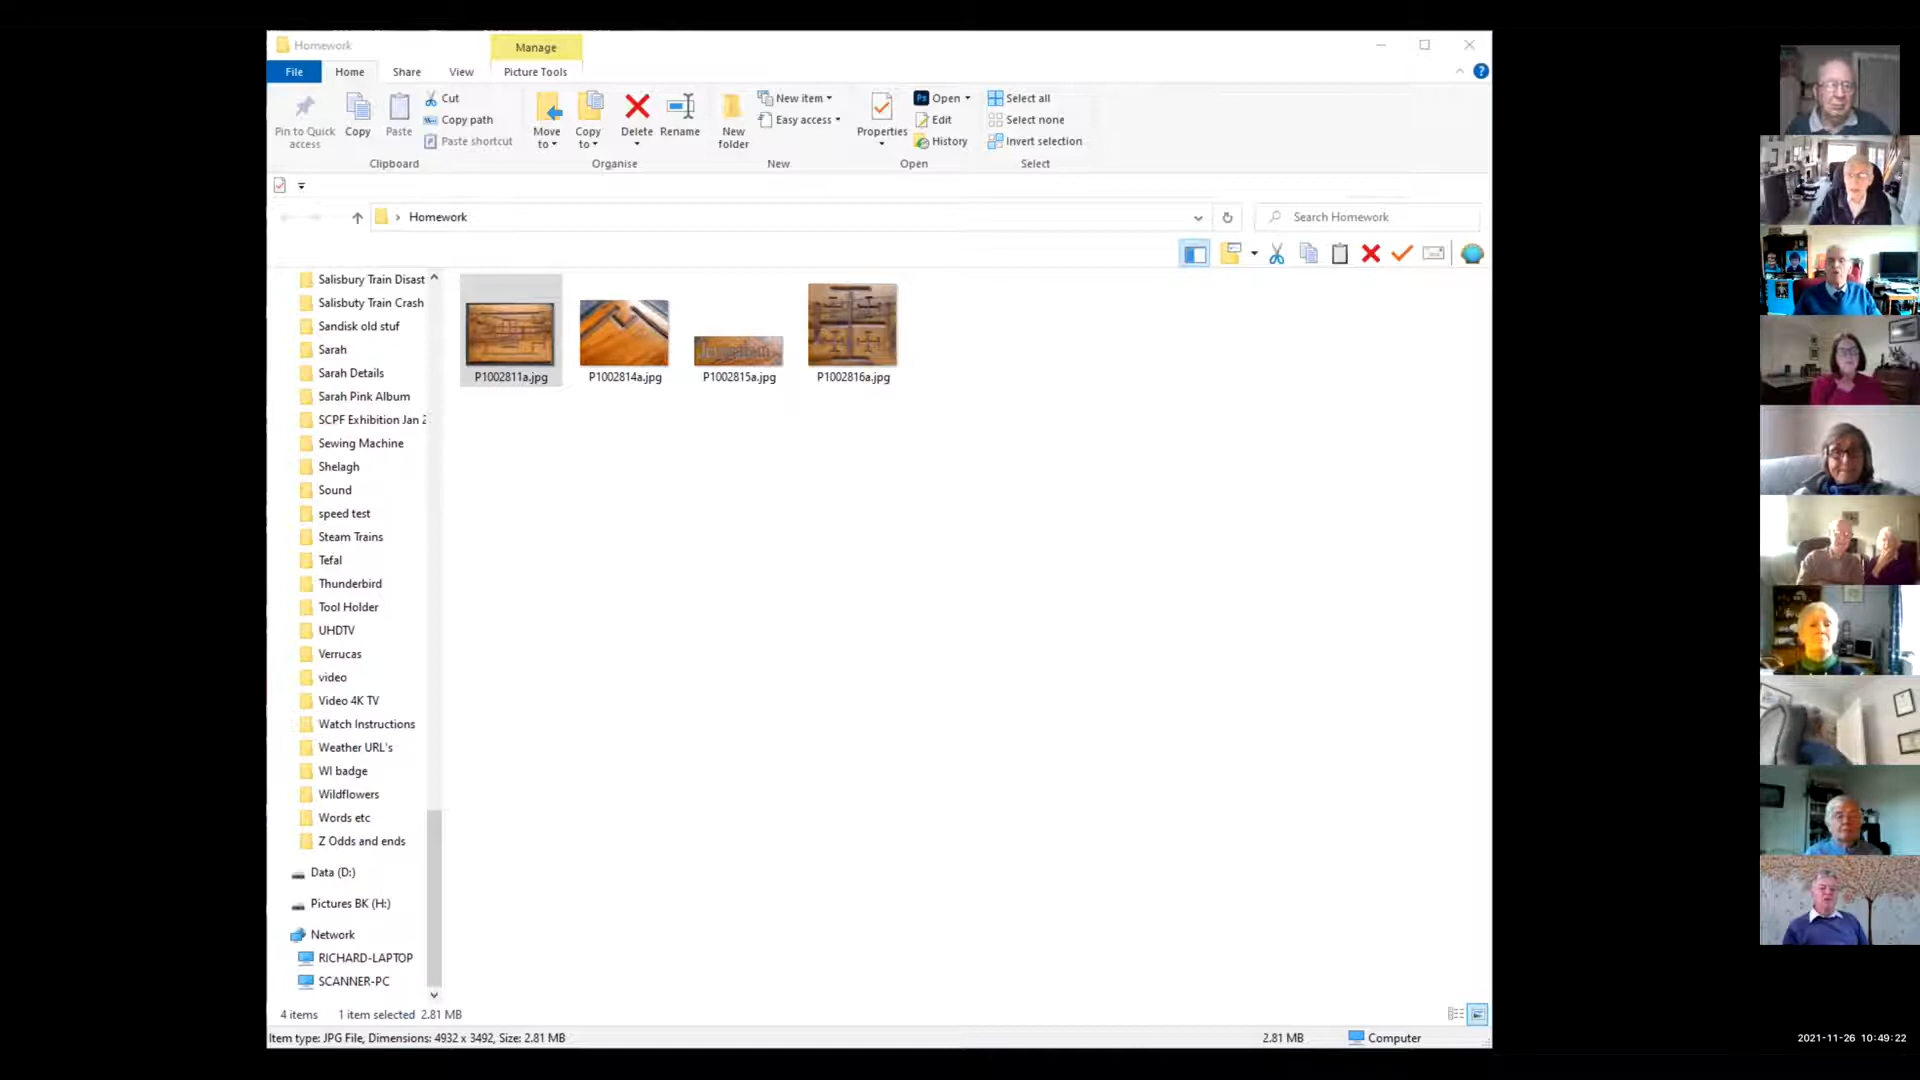 Homework
Manage
File
Home
Share
View
Picture Tools
Pin to Quick access
Copy
Paste
Cut
Copy path
Paste shortcut
Clipboard
Move to
Copy to
Delete
Rename
Organise
New folder
New item
Easy access
New
Properties
Open
Edit
History
Open
Select all
Select none
Invert selection
Select
Homework
Search Homework
Salisbury Train Disast
Salisbuty Train Crash
Sandisk old stuf
Sarah
Sarah Details
Sarah Pink Album
SCPF Exhibition Jan 2
Sewing Machine
Shelagh
Sound
speed test
Steam Trains
Tefal
Thunderbird
Tool Holder
UHDTV
Verrucas
video
Video 4K TV
Watch Instructions
Weather URL's
WI badge
Wildflowers
Words etc
Z Odds and ends
Data (D:)
Pictures BK (H:)
Network
RICHARD-LAPTOP
SCANNER-PC
Jerusalem
P1002811a.jpg
P1002814a.jpg
P1002815a.jpg
P1002816a.jpg
4 items 1 item selected 2.81 MB
Item type: JPG File, Dimensions: 4932 x 3492, Size: 2.81 MB
2.81 MB
Computer
2021-11-26 10:49:22